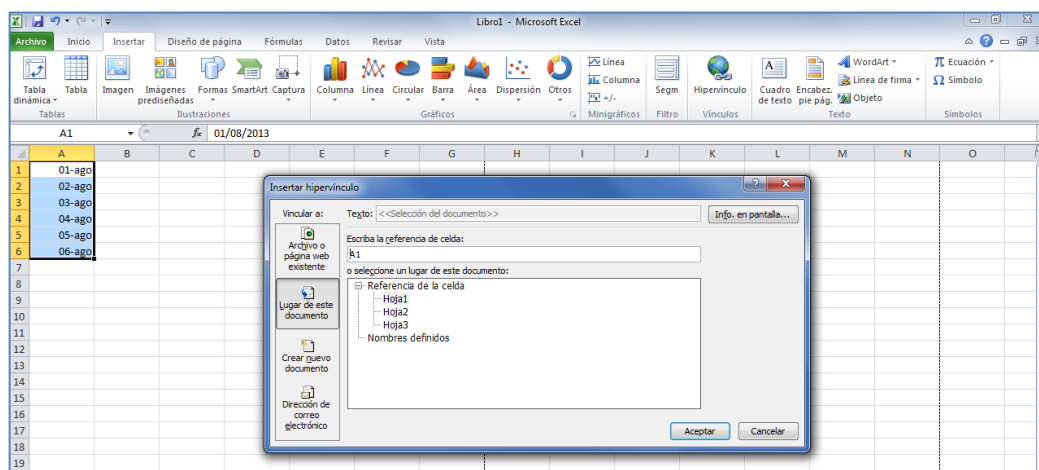 Libro1 - Microsoft Excel
Archivo Inicio Insertar Diseño de página Fórmulas Datos Revisar Vista
Tabla dinámica
Tabla
Imagen
Imágenes prediseñadas
Formas
SmartArt
Captura
Columna
Línea
Circular
Barra
Área
Dispersión
Otros
Línea
Columna
+/-
Segm
Hipervínculo
Cuadro de texto
Encabez. pie pág.
WordArt
Línea de firma
Objeto
π Ecuación
Ω Símbolo
Tablas Ilustraciones Gráficos Minigráficos Filtro Vínculos Texto Símbolos
A1 fx 01/08/2013
A B C D E F G H I J K L M N O
1 01-ago
2 02-ago
3 03-ago
4 04-ago
5 05-ago
6 06-ago
7
8
9
10
11
12
13
14
15
16
17
18
19
Insertar hipervínculo
Vincular a: Texto: <<Selección del documento>> Info. en pantalla...
Archivo o
página web
existente
Lugar de este
documento
Crear nuevo
documento
Dirección de
correo
electrónico
Escriba la referencia de celda:
A1
o seleccione un lugar de este documento:
Referencia de la celda
Hoja1
Hoja2
Hoja3
Nombres definidos
Aceptar Cancelar